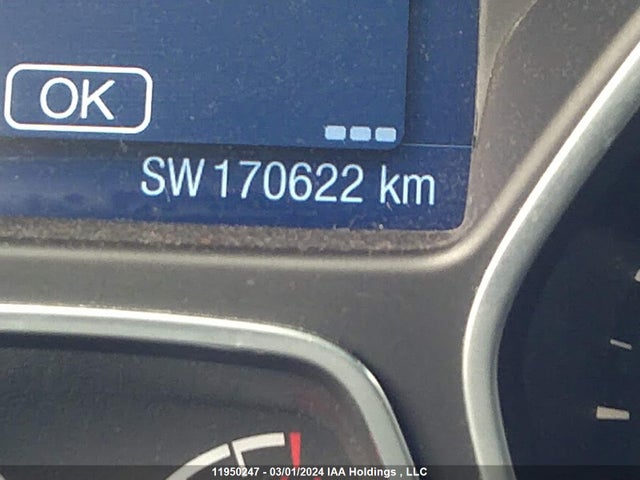 OK
SW 170622 km
11950247 - 03/01/2024 IAA Holdings , LLC